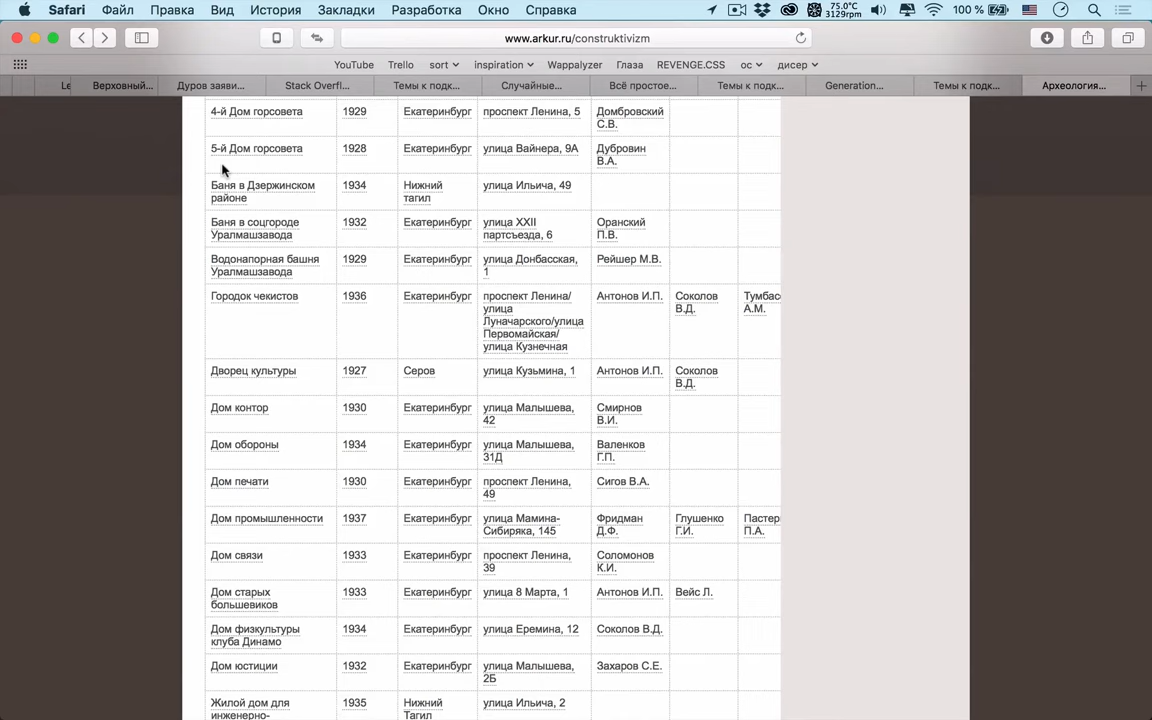 Safari Файл Правка Вид История Закладки Разработка Окно Справка 75.0°C 3129rpm 100 %
www.arkur.ru/construktivizm
YouTube Trello sort inspiration Wappalyzer Глаза REVENGE.CSS ос дисер
Le Верховный... Дуров заяви... Stack Overfl... Темы к подк... Случайные... Всё простое... Темы к подк... Generation... Темы к подк... Археология...
4-й Дом горсовета 1929 Екатеринбург проспект Ленина, 5 Домбровский
С.В.
5-й Дом горсовета 1928 Екатеринбург улица Вайнера, 9А Дубровин
В.А.
Баня в Дзержинском 1934 Нижний улица Ильича, 49
районе тагил
Баня в соцгороде 1932 Екатеринбург улица XXII Оранский
Уралмашзавода партсъезда, 6 П.В.
Водонапорная башня 1929 Екатеринбург улица Донбасская, Рейшер М.В.
Уралмашзавода 1
Городок чекистов 1936 Екатеринбург проспект Ленина/ Антонов И.П. Соколов Тумбас
улица В.Д. А.М.
Луначарского/улица
Первомайская/
улица Кузнечная
Дворец культуры 1927 Серов улица Кузьмина, 1 Антонов И.П. Соколов
В.Д.
Дом контор 1930 Екатеринбург улица Малышева, Смирнов
42 В.И.
Дом обороны 1934 Екатеринбург улица Малышева, Валенков
31Д Г.П.
Дом печати 1930 Екатеринбург проспект Ленина, Сигов В.А.
49
Дом промышленности 1937 Екатеринбург улица Мамина- Фридман Глушенко Пастер
Сибиряка, 145 Д.Ф. Г.И. П.А.
Дом связи 1933 Екатеринбург проспект Ленина, Соломонов
39 К.И.
Дом старых 1933 Екатеринбург улица 8 Марта, 1 Антонов И.П. Вейс Л.
большевиков
Дом физкультуры 1934 Екатеринбург улица Еремина, 12 Соколов В.Д.
клуба Динамо
Дом юстиции 1932 Екатеринбург улица Малышева, Захаров С.Е.
2Б
Жилой дом для 1935 Нижний улица Ильича, 2
инженерно- Тагил